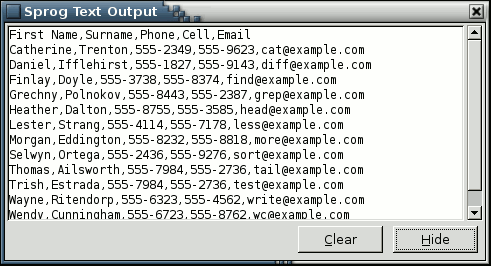 Sprog Text Output
First Name,Surname,Phone,Cell,Email
Catherine,Trenton,555-2349,555-9623,cat@example.com
Daniel,Ifflehirst,555-1827,555-9143,diff@example.com
Finlay,Doyle,555-3738,555-8374,find@example.com
Grechny,Polnokov,555-8443,555-2387,grep@example.com
Heather,Dalton,555-8755,555-3585,head@example.com
Lester,Strang,555-4114,555-7178,less@example.com
Morgan,Eddington,555-8232,555-8818,more@example.com
Selwyn,Ortega,555-2436,555-9276,sort@example.com
Thomas,Ailsworth,555-7984,555-2736,tail@example.com
Trish,Estrada,555-7984,555-2736,test@example.com
Wayne,Ritendorp,555-6323,555-4562,write@example.com
Wendy,Cunningham,555-6723,555-8762,wc@example.com
Clear Hide